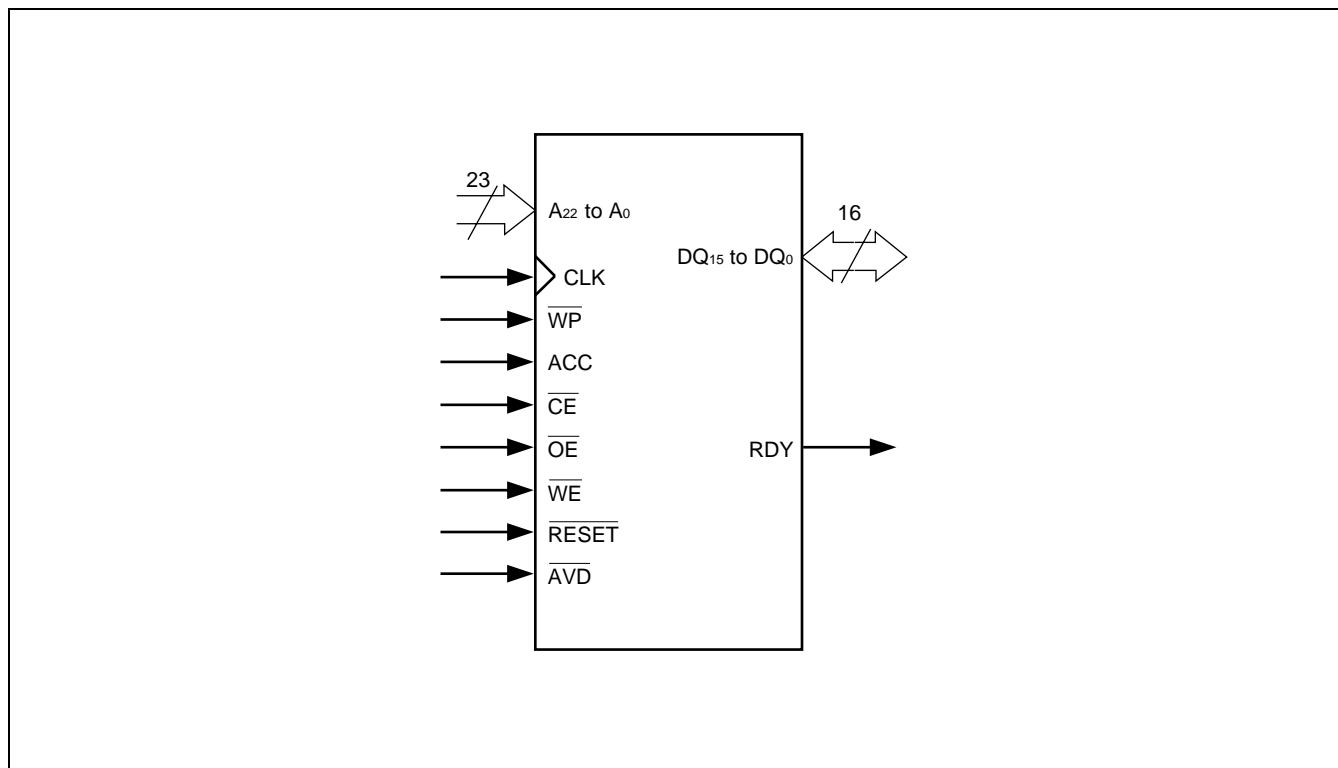 23
A22 to A0
16
DQ15 to DQ0
CLK
WP
ACC
CE
OE
RDY
WE
RESET
AVD